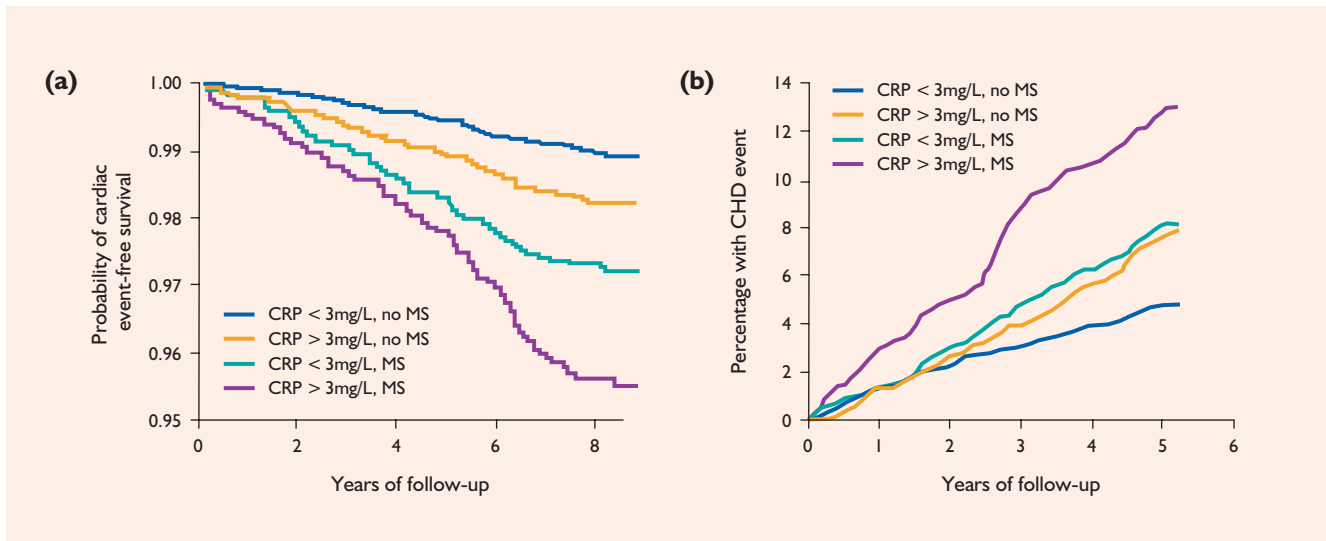 (a)
Probability of cardiac
event-free survival
1.00
0.99
0.98
0.97
0.96
0.95
CRP < 3mg/L, no MS
CRP > 3mg/L, no MS
CRP < 3mg/L, MS
CRP > 3mg/L, MS
0 2 4 6 8
Years of follow-up
(b)
Percentage with CHD event
14
12
10
8
6
4
2
0
CRP < 3mg/L, no MS
CRP > 3mg/L, no MS
CRP < 3mg/L, MS
CRP > 3mg/L, MS
0 1 2 3 4 5 6
Years of follow-up